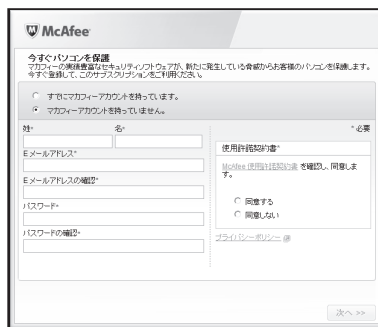 McAfee
今すぐパソコンを保護
マカフィーの実績豊富なセキュリティソフトウェアが、新たに発生している脅威からお客様のパソコンを保護します。
今すぐ登録して、このサブスクリプションをご利用ください。
すでにマカフィーアカウントを持っています。
マカフィーアカウントを持っていません。
姓* 名*
Eメールアドレス*
Eメールアドレスの確認*
パスワード*
パスワードの確認*
* 必要
使用許諾契約書*
McAfee 使用許諾契約書 を確認し、同意しま
す。
同意する
同意しない
プライバシーポリシー
次へ >>